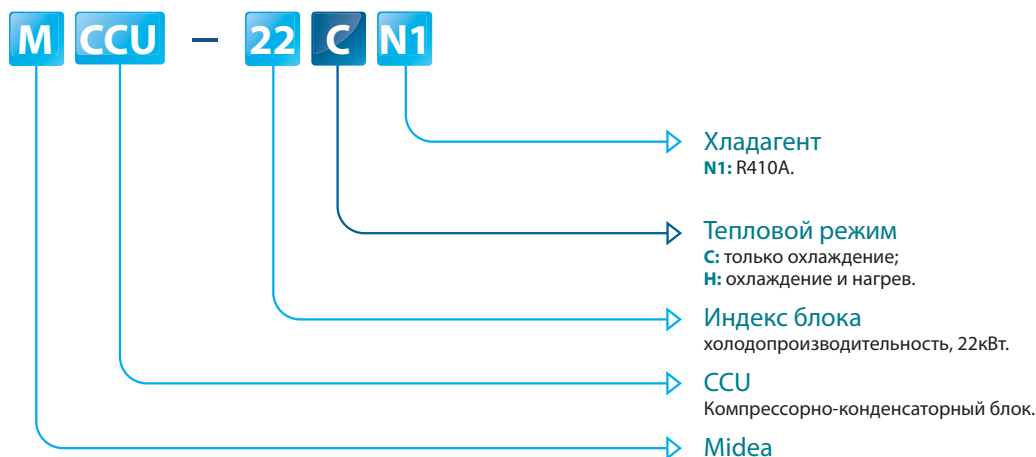 M CCU – 22 C N1
Хладагент
N1: R410A.
Тепловой режим
C: только охлаждение;
H: охлаждение и нагрев.
Индекс блока
холодопроизводительность, 22кВт.
CCU
Компрессорно-конденсаторный блок.
Midea